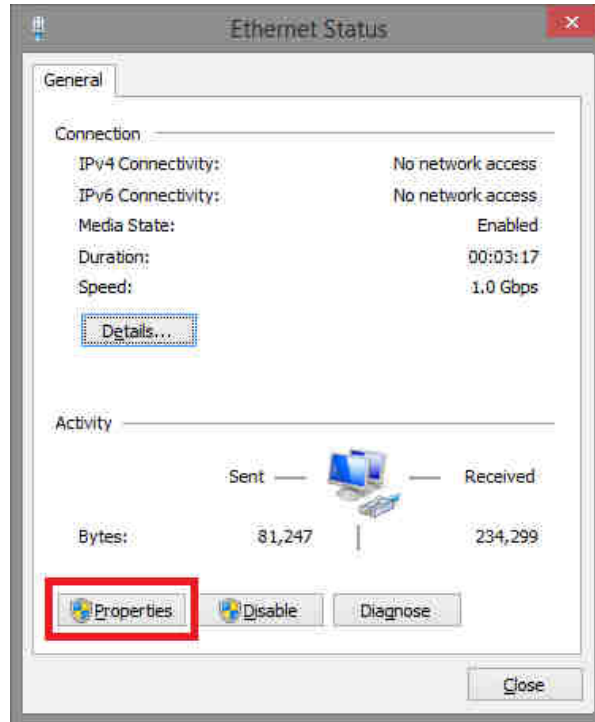 Ethernet Status
General
Connection
IPv4 Connectivity: No network access
IPv6 Connectivity: No network access
Media State: Enabled
Duration: 00:03:17
Speed: 1.0 Gbps
Details...
Activity
Sent Received
Bytes: 81,247 234,299
Properties Disable Diagnose
Close